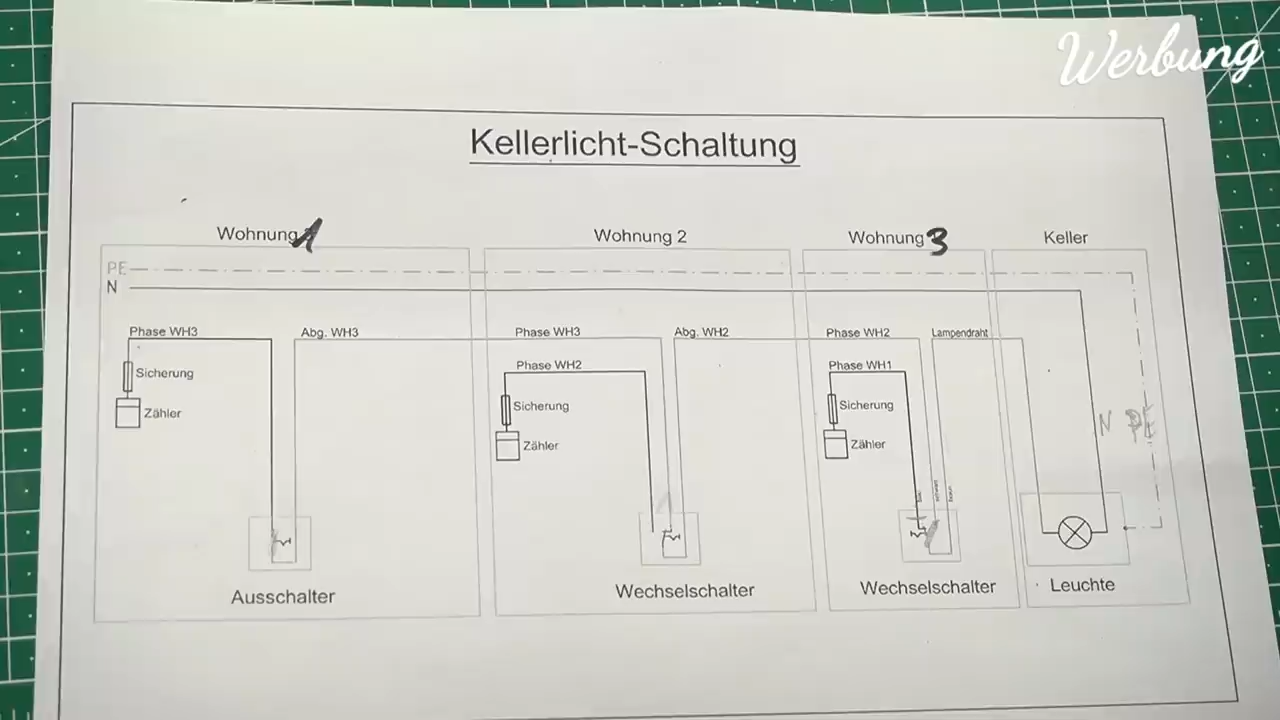 Werbung
Kellerlicht-Schaltung
Wohnung 1
Wohnung 2
Wohnung 3
Keller
PE
N
Phase WH3
Abg. WH3
Phase WH3
Abg. WH2
Phase WH2
Lampendraht
Phase WH2
Phase WH1
Sicherung
Zähler
Sicherung
Zähler
Sicherung
Zähler
N PE
Ausschalter
Wechselschalter
Wechselschalter
Leuchte